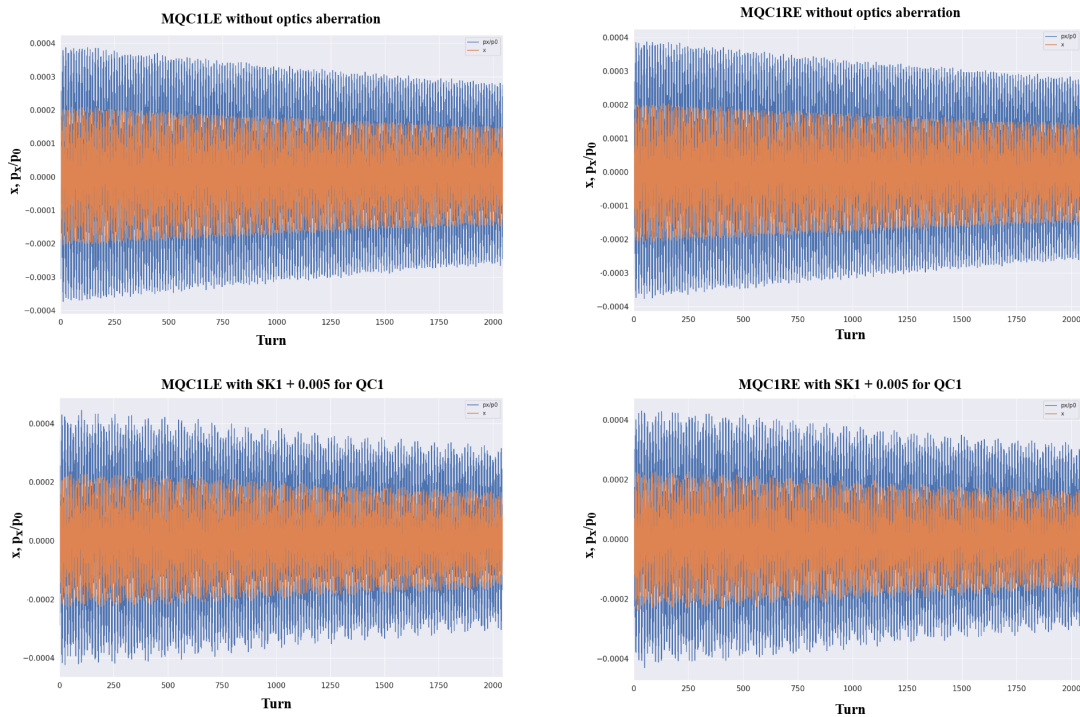 MQC1LE without optics aberration
px/p0
x
x, px/p0
0.0004
0.0003
0.0002
0.0001
0.0000
−0.0001
−0.0002
−0.0003
−0.0004
0 250 500 750 1000 1250 1500 1750 2000
Turn
MQC1RE without optics aberration
px/p0
x
x, px/p0
0.0004
0.0003
0.0002
0.0001
0.0000
−0.0001
−0.0002
−0.0003
−0.0004
0 250 500 750 1000 1250 1500 1750 2000
Turn
MQC1LE with SK1 + 0.005 for QC1
px/p0
x
x, px/p0
0.0004
0.0002
0.0000
−0.0002
−0.0004
0 250 500 750 1000 1250 1500 1750 2000
Turn
MQC1RE with SK1 + 0.005 for QC1
px/p0
x
x, px/p0
0.0004
0.0002
0.0000
−0.0002
−0.0004
0 250 500 750 1000 1250 1500 1750 2000
Turn